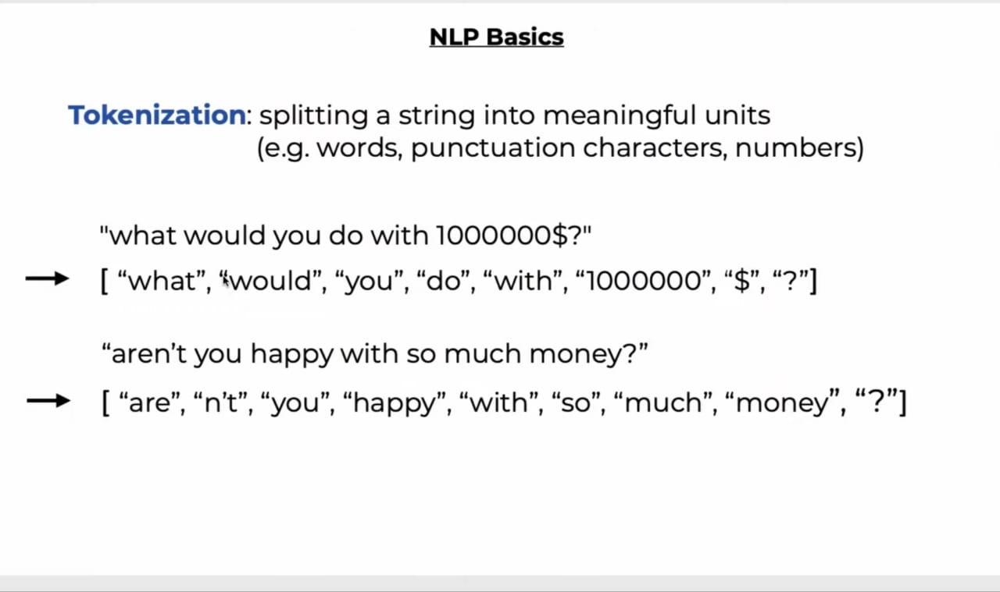 NLP Basics
Tokenization: splitting a string into meaningful units
(e.g. words, punctuation characters, numbers)
"what would you do with 1000000$?"
[ “what”, “would”, “you”, “do”, “with”, “1000000”, “$”, “?”]
“aren’t you happy with so much money?”
[ “are”, “n’t”, “you”, “happy”, “with”, “so”, “much”, “money”, “?”]